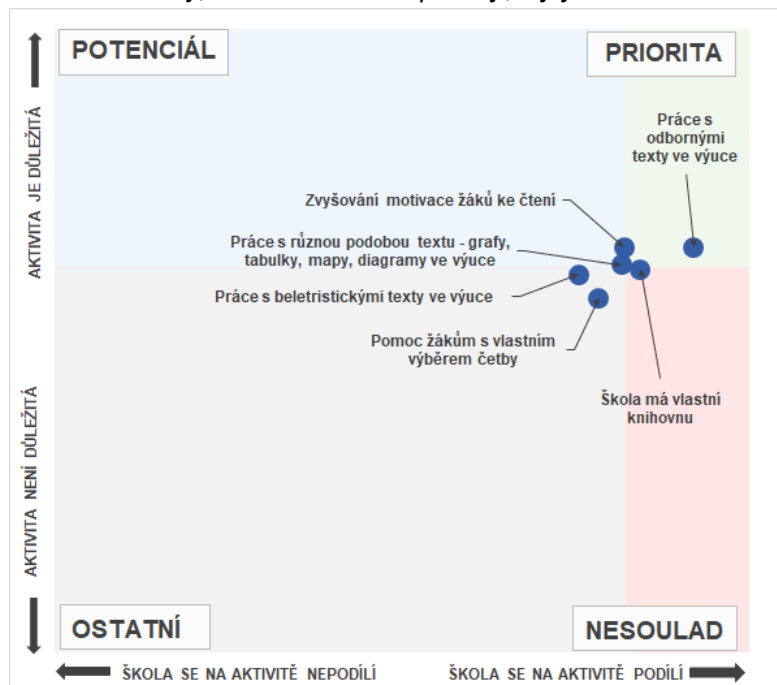 POTENCIÁL
PRIORITA
Práce s
odbornými
texty ve výuce
Zvyšování motivace žáků ke čtení
Práce s různou podobou textu - grafy,
tabulky, mapy, diagramy ve výuce
Práce s beletristickými texty ve výuce
Pomoc žákům s vlastním
výběrem četby
Škola má vlastní
knihovnu
AKTIVITA JE DŮLEŽITÁ
AKTIVITA NENÍ DŮLEŽITÁ
OSTATNÍ
NESOULAD
ŠKOLA SE NA AKTIVITĚ NEPODÍLÍ
ŠKOLA SE NA AKTIVITĚ PODÍLÍ